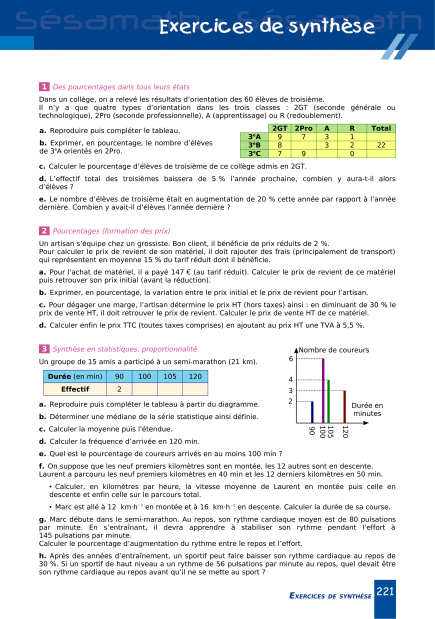 Sésamath
Sésamath
Exercices de synthèse
1 Des pourcentages dans tous leurs états
Dans un collège, on a relevé les résultats d'orientation des 60 élèves de troisième.
Il n'y a que quatre types d'orientation dans les trois classes : 2GT (seconde générale ou
technologique), 2Pro (seconde professionnelle), A (apprentissage) ou R (redoublement).
a. Reproduire puis compléter le tableau.
b. Exprimer, en pourcentage, le nombre d'élèves
de 3ᵉA orientés en 2Pro.
2GT 2Pro A R Total
3ᵉA 9 7 3 1
3ᵉB 8 3 2 22
3ᵉC 7 9 0
c. Calculer le pourcentage d'élèves de troisième de ce collège admis en 2GT.
d. L'effectif total des troisièmes baissera de 5 % l'année prochaine, combien y aura-t-il alors
d'élèves ?
e. Le nombre d'élèves de troisième était en augmentation de 20 % cette année par rapport à l'année
dernière. Combien y avait-il d'élèves l'année dernière ?
2 Pourcentages (formation des prix)
Un artisan s'équipe chez un grossiste. Bon client, il bénéficie de prix réduits de 2 %.
Pour calculer le prix de revient de son matériel, il doit rajouter des frais (principalement de transport)
qui représentent en moyenne 15 % du tarif réduit dont il bénéficie.
a. Pour l'achat de matériel, il a payé 147 € (au tarif réduit). Calculer le prix de revient de ce matériel
puis retrouver son prix initial (avant la réduction).
b. Exprimer, en pourcentage, la variation entre le prix initial et le prix de revient pour l'artisan.
c. Pour dégager une marge, l'artisan détermine le prix HT (hors taxes) ainsi : en diminuant de 30 % le
prix de vente HT, il doit retrouver le prix de revient. Calculer le prix de vente HT de ce matériel.
d. Calculer enfin le prix TTC (toutes taxes comprises) en ajoutant au prix HT une TVA à 5,5 %.
3 Synthèse en statistiques, proportionnalité
Un groupe de 15 amis a participé à un semi-marathon (21 km).
Durée (en min) 90 100 105 120
Effectif 2
Nombre de coureurs
6
4
3
2
90 100 105 120
Durée en
minutes
a. Reproduire puis compléter le tableau à partir du diagramme.
b. Déterminer une médiane de la série statistique ainsi définie.
c. Calculer la moyenne puis l'étendue.
d. Calculer la fréquence d'arrivée en 120 min.
e. Quel est le pourcentage de coureurs arrivés en au moins 100 min ?
f. On suppose que les neuf premiers kilomètres sont en montée, les 12 autres sont en descente.
Laurent a parcouru les neuf premiers kilomètres en 40 min et les 12 derniers kilomètres en 50 min.
• Calculer, en kilomètres par heure, la vitesse moyenne de Laurent en montée puis celle en
descente et enfin celle sur le parcours total.
• Marc est allé à 12 km·h⁻¹ en montée et à 16 km·h⁻¹ en descente. Calculer la durée de sa course.
g. Marc débute dans le semi-marathon. Au repos, son rythme cardiaque moyen est de 80 pulsations
par minute. En s'entraînant, il devra apprendre à stabiliser son rythme pendant l'effort à
145 pulsations par minute.
Calculer le pourcentage d'augmentation du rythme entre le repos et l'effort.
h. Après des années d'entraînement, un sportif peut faire baisser son rythme cardiaque au repos de
30 %. Si un sportif de haut niveau a un rythme de 56 pulsations par minute au repos, quel devait être
son rythme cardiaque au repos avant qu'il ne se mette au sport ?
EXERCICES DE SYNTHÈSE 221